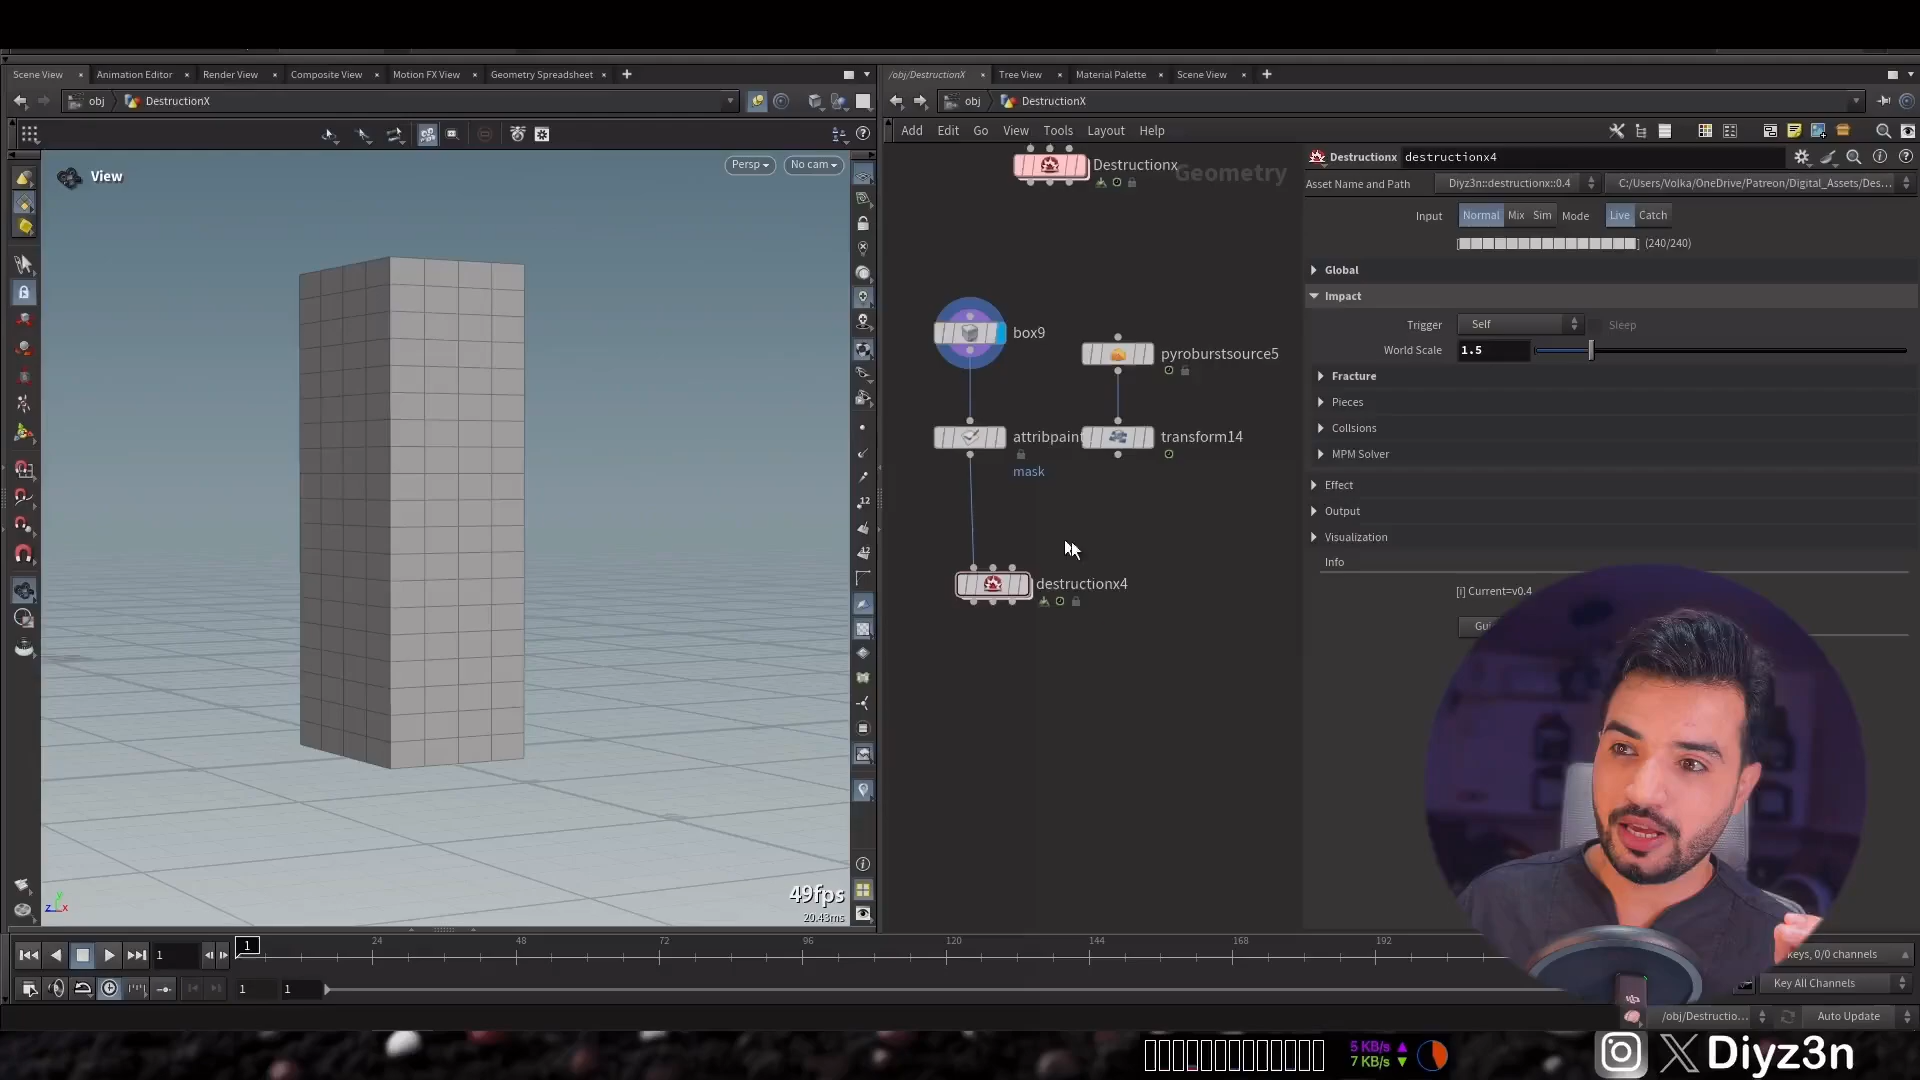 Scene View
Animation Editor
Render View
Composite View
Motion FX View
Geometry Spreadsheet
/obj/DestructionX
Tree View
Material Palette
Scene View
obj
DestructionX
obj
DestructionX
Add
Edit
Go
View
Tools
Layout
Help
View
Persp
No cam
Destructionx
Geometry
box9
pyroburstsource5
attribpaint
transform14
mask
destructionx4
Destructionx
destructionx4
Asset Name and Path
Diyz3n::destructionx::0.4
C:/Users/Volka/OneDrive/Patreon/Digital_Assets/Des...
Input
Normal
Mix
Sim
Mode
Live
Catch
(240/240)
Global
Impact
Trigger
Self
Sleep
World Scale
1.5
Fracture
Pieces
Collsions
MPM Solver
Effect
Output
Visualization
Info
[i] Current=v0.4
Gui
12
12
49fps
20.43ms
z x
y
1
1
24
48
72
96
120
144
168
192
1
1
keys, 0/0 channels
Key All Channels
/obj/Destructio...
Auto Update
5 KB/s
7 KB/s
X Diyz3n